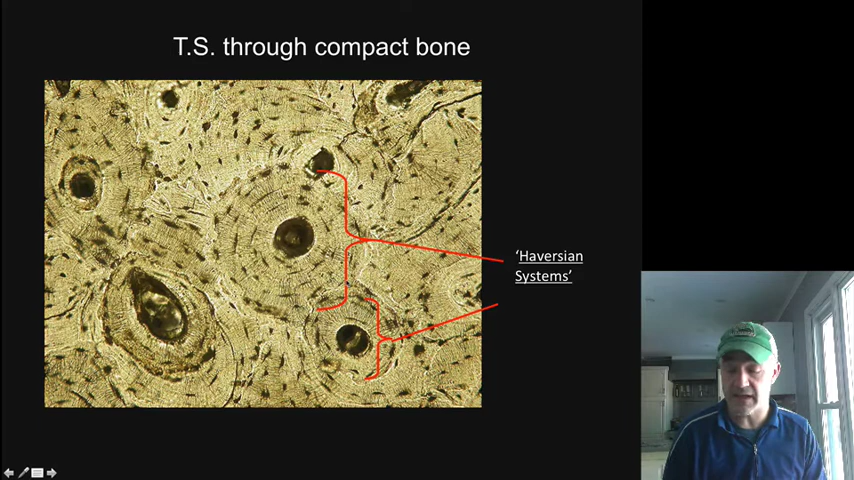 T.S. through compact bone
‘Haversian
Systems’